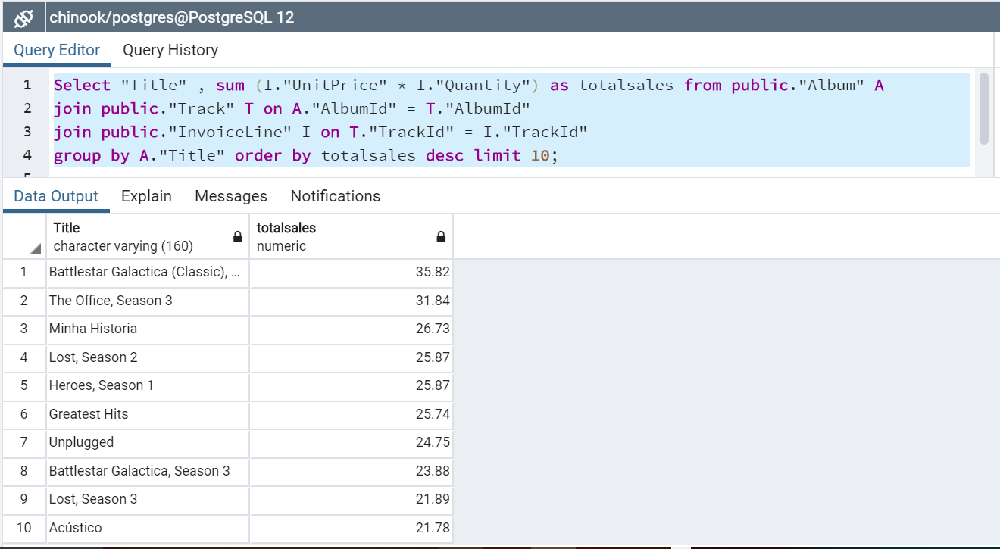 chinook/postgres@PostgreSQL 12
Query Editor Query History
1 Select "Title" , sum (I."UnitPrice" * I."Quantity") as totalsales from public."Album" A
2 join public."Track" T on A."AlbumId" = T."AlbumId"
3 join public."InvoiceLine" I on T."TrackId" = I."TrackId"
4 group by A."Title" order by totalsales desc limit 10;
Data Output Explain Messages Notifications
Title totalsales
character varying (160) numeric
1 Battlestar Galactica (Classic), ... 35.82
2 The Office, Season 3 31.84
3 Minha Historia 26.73
4 Lost, Season 2 25.87
5 Heroes, Season 1 25.87
6 Greatest Hits 25.74
7 Unplugged 24.75
8 Battlestar Galactica, Season 3 23.88
9 Lost, Season 3 21.89
10 Acústico 21.78